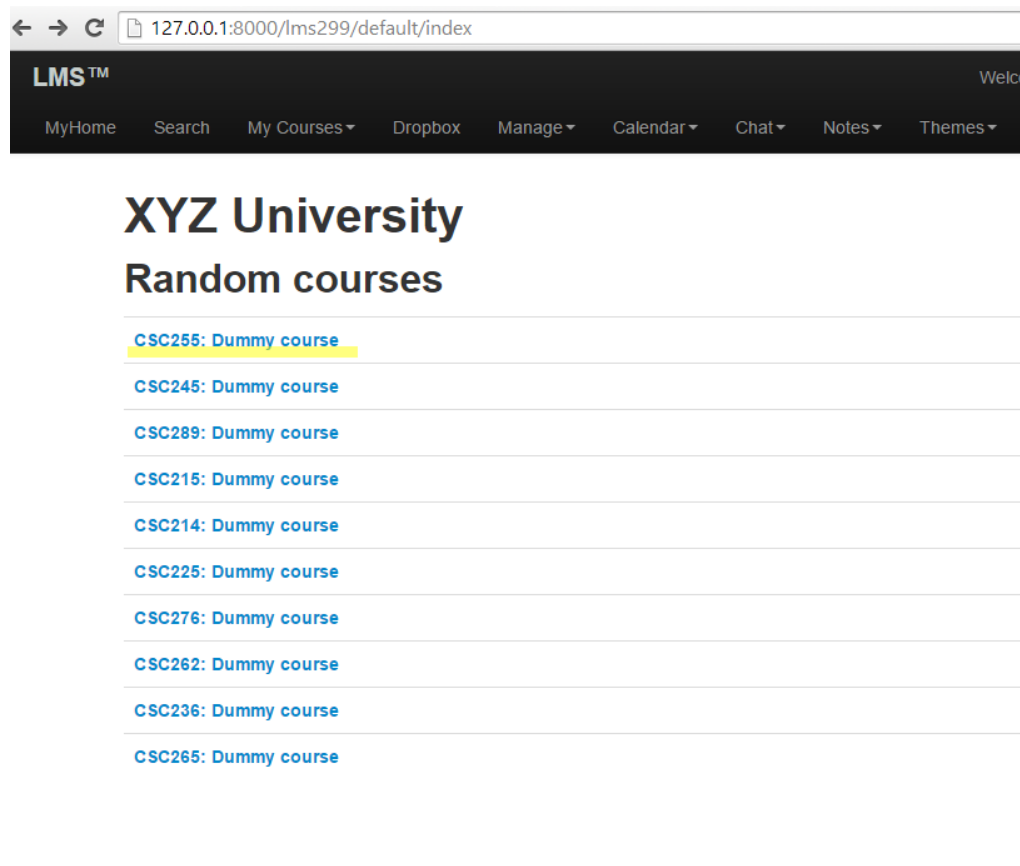 127.0.0.1:8000/lms299/default/index
LMS™ Welc
MyHome Search My Courses Dropbox Manage Calendar Chat Notes Themes
XYZ University
Random courses
CSC255: Dummy course
CSC245: Dummy course
CSC289: Dummy course
CSC215: Dummy course
CSC214: Dummy course
CSC225: Dummy course
CSC276: Dummy course
CSC262: Dummy course
CSC236: Dummy course
CSC265: Dummy course